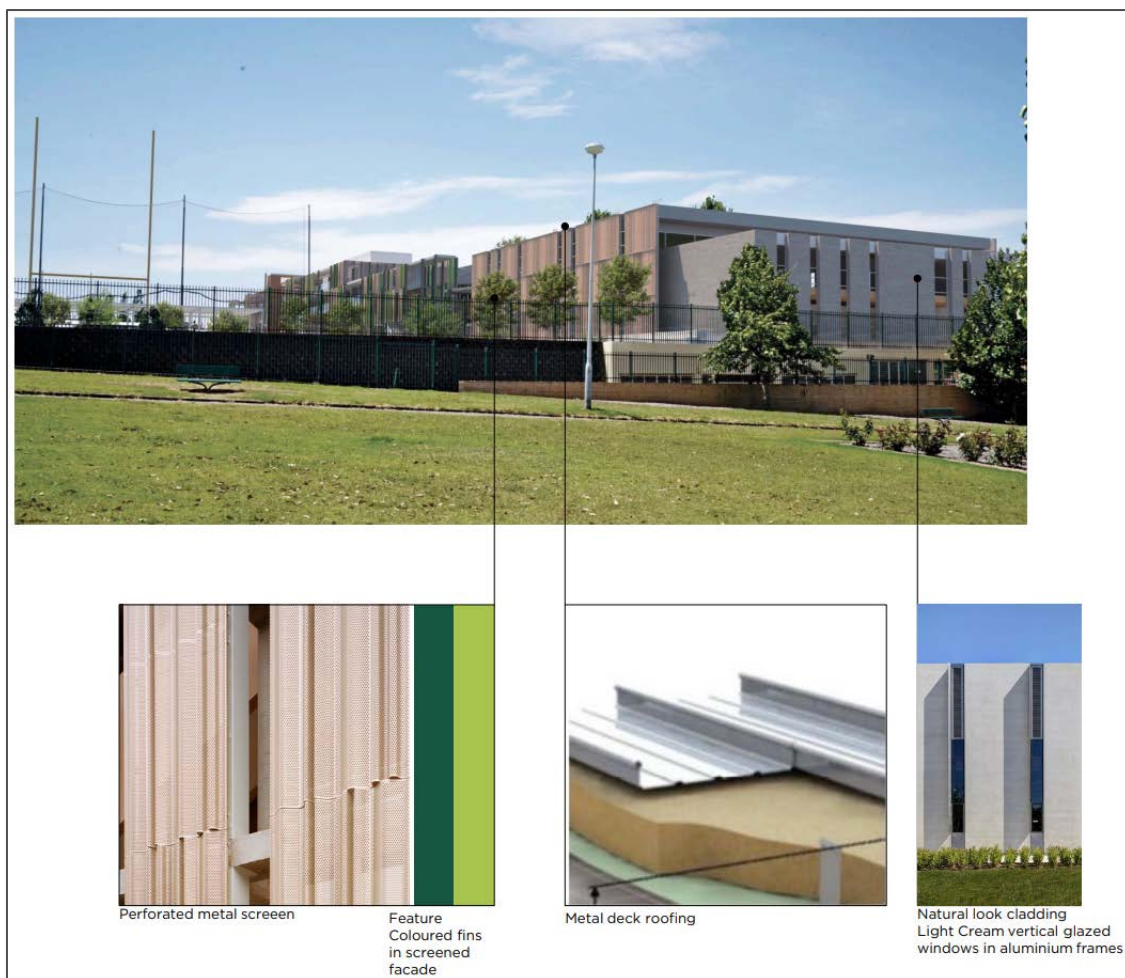 Perforated metal screeen
Feature
Coloured fins
in screened
facade
Metal deck roofing
Natural look cladding
Light Cream vertical glazed
windows in aluminium frames